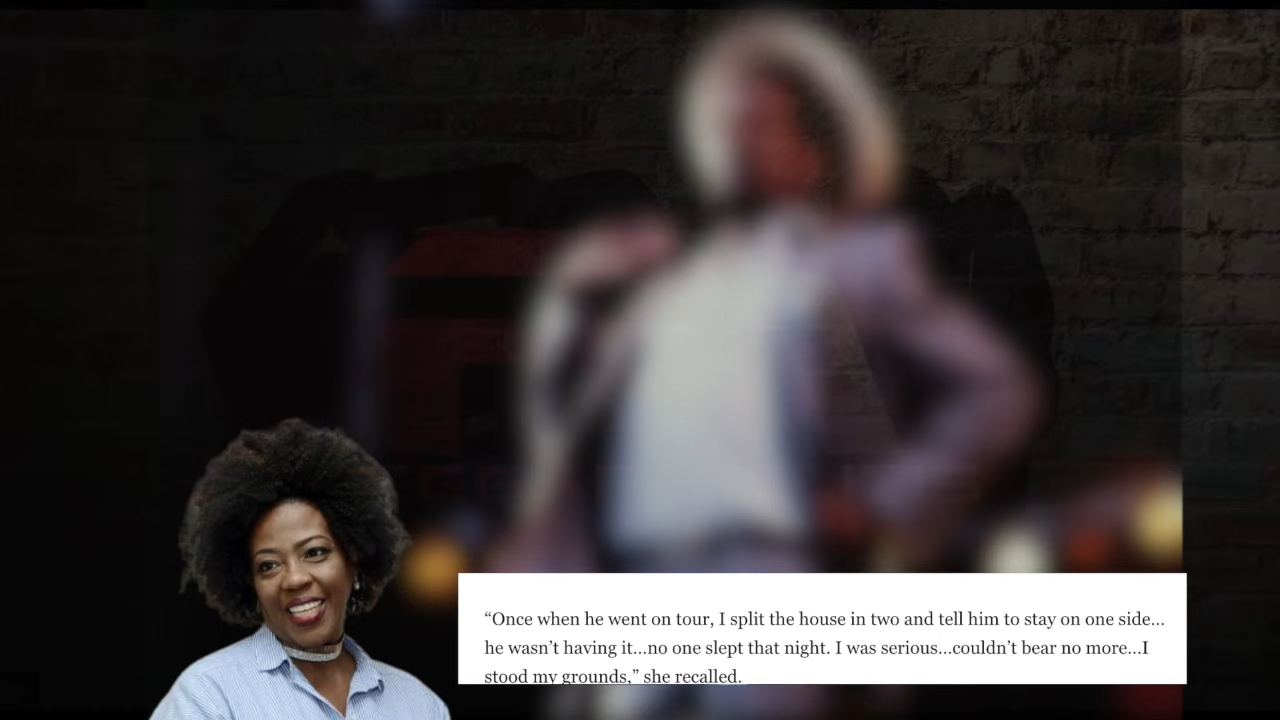 “Once when he went on tour, I split the house in two and tell him to stay on one side…
he wasn’t having it…no one slept that night. I was serious…couldn’t bear no more…I
stood my grounds,” she recalled.